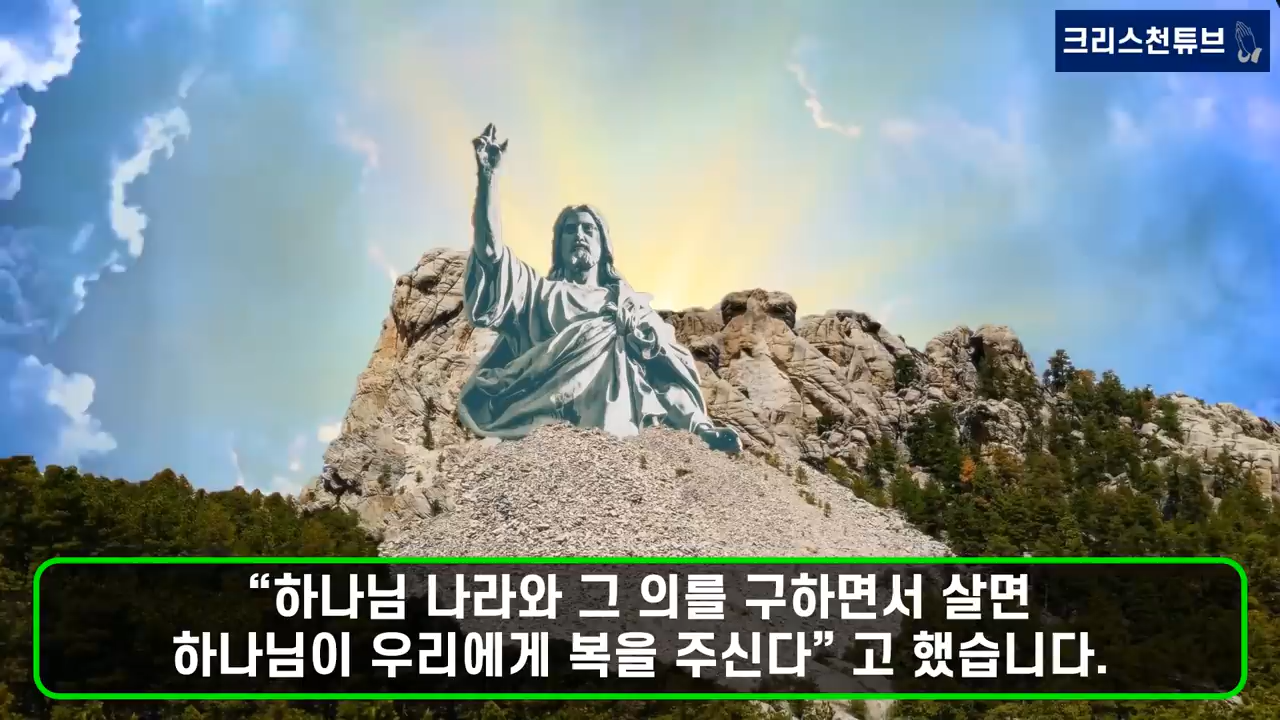 크리스천튜브
“하나님 나라와 그 의를 구하면서 살면
하나님이 우리에게 복을 주신다” 고 했습니다.